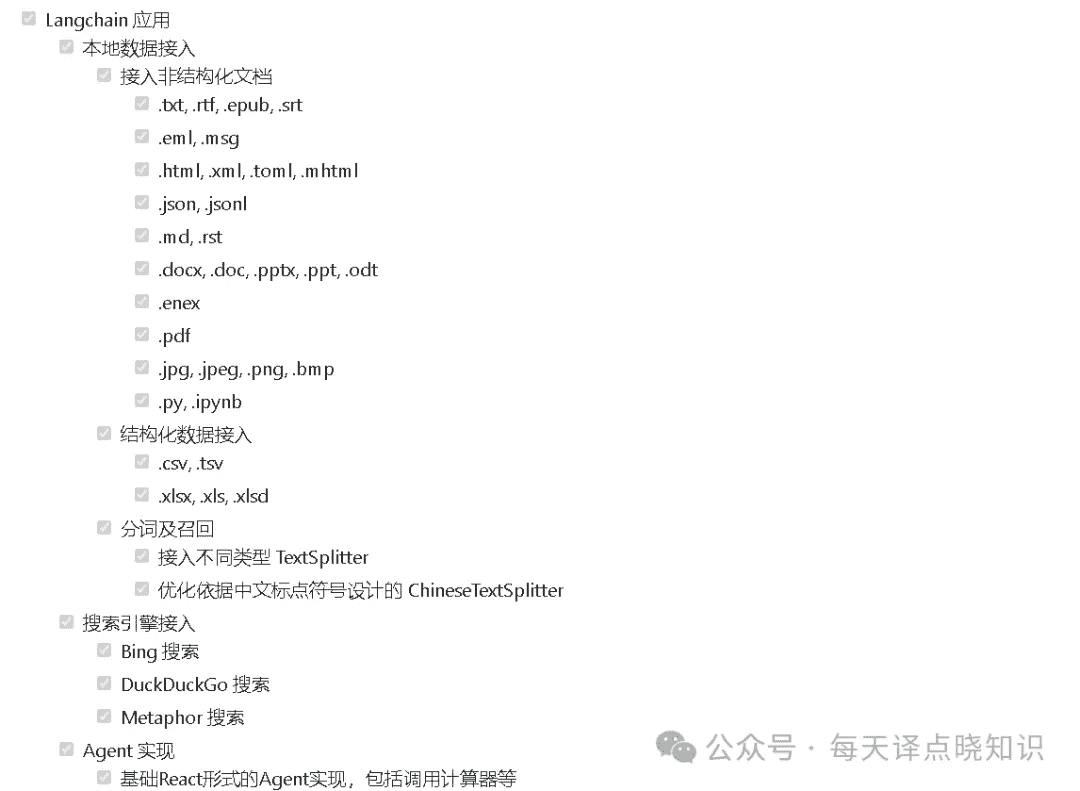 Langchain 应用
本地数据接入
接入非结构化文档
.txt, .rtf, .epub, .srt
.eml, .msg
.html, .xml, .toml, .mhtml
.json, .jsonl
.md, .rst
.docx, .doc, .pptx, .ppt, .odt
.enex
.pdf
.jpg, .jpeg, .png, .bmp
.py, .ipynb
结构化数据接入
.csv, .tsv
.xlsx, .xls, .xlsd
分词及召回
接入不同类型 TextSplitter
优化依据中文标点符号设计的 ChineseTextSplitter
搜索引擎接入
Bing 搜索
DuckDuckGo 搜索
Metaphor 搜索
Agent 实现
基础React形式的Agent实现，包括调用计算器等
公众号 · 每天译点晓知识